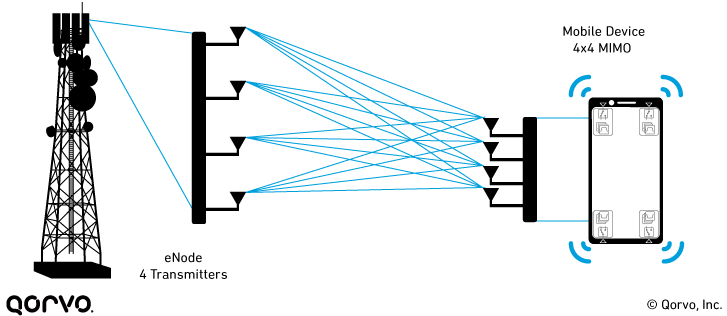 Mobile Device
4x4 MIMO
eNode
4 Transmitters
QORVO.
© Qorvo, Inc.